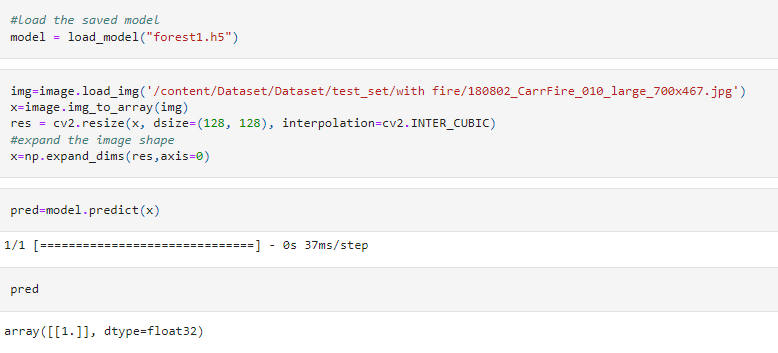 #load the saved model
model = load_model("forest1.h5")
img=image.load_img('/content/Dataset/Dataset/test_set/with fire/180802_CarrFire_010_large_700x467.jpg')
x=image.img_to_array(img)
res = cv2.resize(x, dsize=(128, 128), interpolation=cv2.INTER_CUBIC)
#expand the image shape
x=np.expand_dims(res,axis=0)
pred=model.predict(x)
1/1 [==============================] - 0s 37ms/step
pred
array([[1.]], dtype=float32)